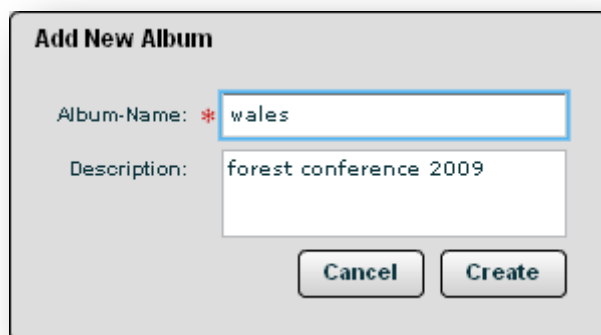 Add New Album
Album-Name: * wales
Description: forest conference 2009
Cancel Create